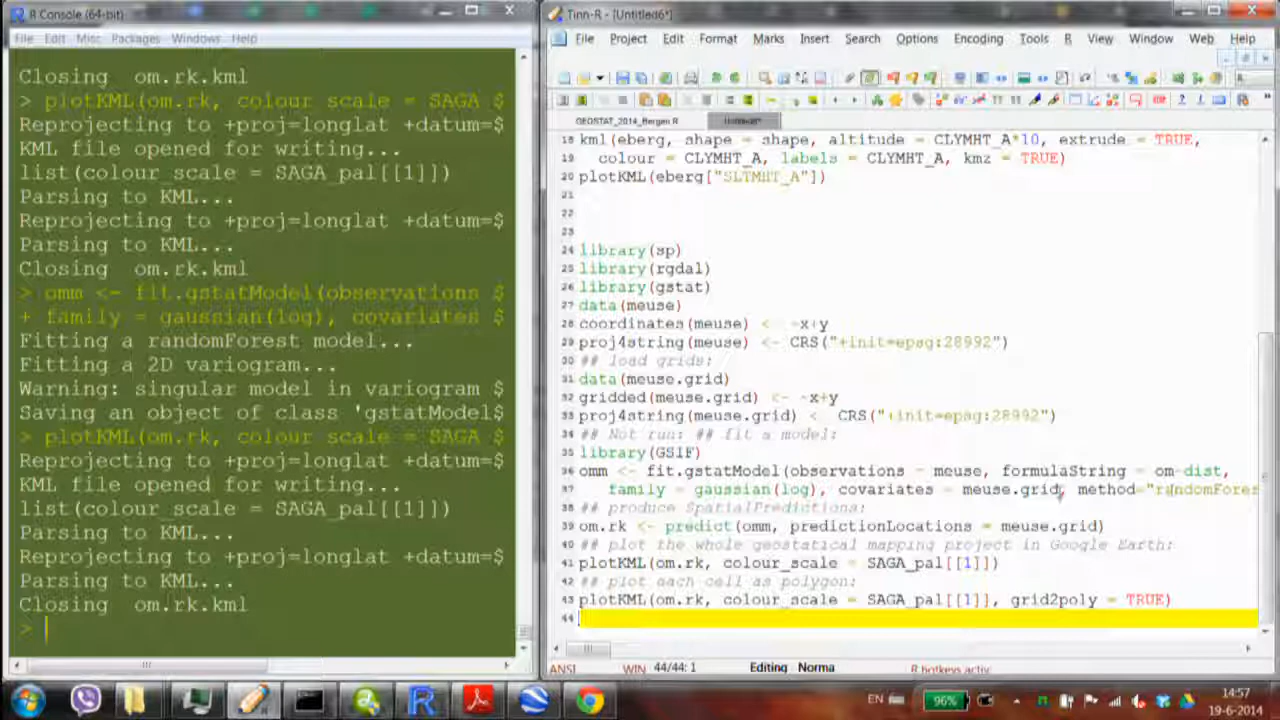 R Console (64-bit)
File Edit Misc Packages Windows Help
Closing om.rk.kml
> plotKML(om.rk, colour_scale = SAGA $
Reprojecting to +proj=longlat +datum=$
KML file opened for writing...
list(colour_scale = SAGA_pal[[1]])
Parsing to KML...
Reprojecting to +proj=longlat +datum=$
Parsing to KML...
Closing om.rk.kml
> omm <- fit.gstatModel(observations $
+ family = gaussian(log), covariates $
Fitting a randomForest model...
Fitting a 2D variogram...
Warning: singular model in variogram $
Saving an object of class 'gstatModel$
> plotKML(om.rk, colour_scale = SAGA $
Reprojecting to +proj=longlat +datum=$
KML file opened for writing...
list(colour_scale = SAGA_pal[[1]])
Parsing to KML...
Reprojecting to +proj=longlat +datum=$
Parsing to KML...
Closing om.rk.kml
>
Tinn-R - [Untitled6*]
File Project Edit Format Marks Insert Search Options Encoding Tools R View Window Web Help
GEOSTAT_2014_Bergen R Untitled6*
18 kml(eberg, shape = shape, altitude = CLYMHT_A*10, extrude = TRUE,
19 colour = CLYMHT_A, labels = CLYMHT_A, kmz = TRUE)
20 plotKML(eberg["SLTMHT_A"])
21
22
23
24 library(sp)
25 library(rgdal)
26 library(gstat)
27 data(meuse)
28 coordinates(meuse) <- ~x+y
29 proj4string(meuse) <- CRS("+init=epsg:28992")
30 ## load grids:
31 data(meuse.grid)
32 gridded(meuse.grid) <- ~x+y
33 proj4string(meuse.grid) <- CRS("+init=epsg:28992")
34 ## Not run: ## fit a model:
35 library(GSIF)
36 omm <- fit.gstatModel(observations = meuse, formulaString = om~dist,
37 family = gaussian(log), covariates = meuse.grid, method="randomFores
38 ## produce SpatialPredictions:
39 om.rk <- predict(omm, predictionLocations = meuse.grid)
40 ## plot the whole geostatical mapping project in Google Earth:
41 plotKML(om.rk, colour_scale = SAGA_pal[[1]])
42 ## plot each cell as polygon:
43 plotKML(om.rk, colour_scale = SAGA_pal[[1]], grid2poly = TRUE)
44
ANSI WIN 44/44: 1 Editing Norma R hotkeys activ
EN 96% 14:57
19-6-2014